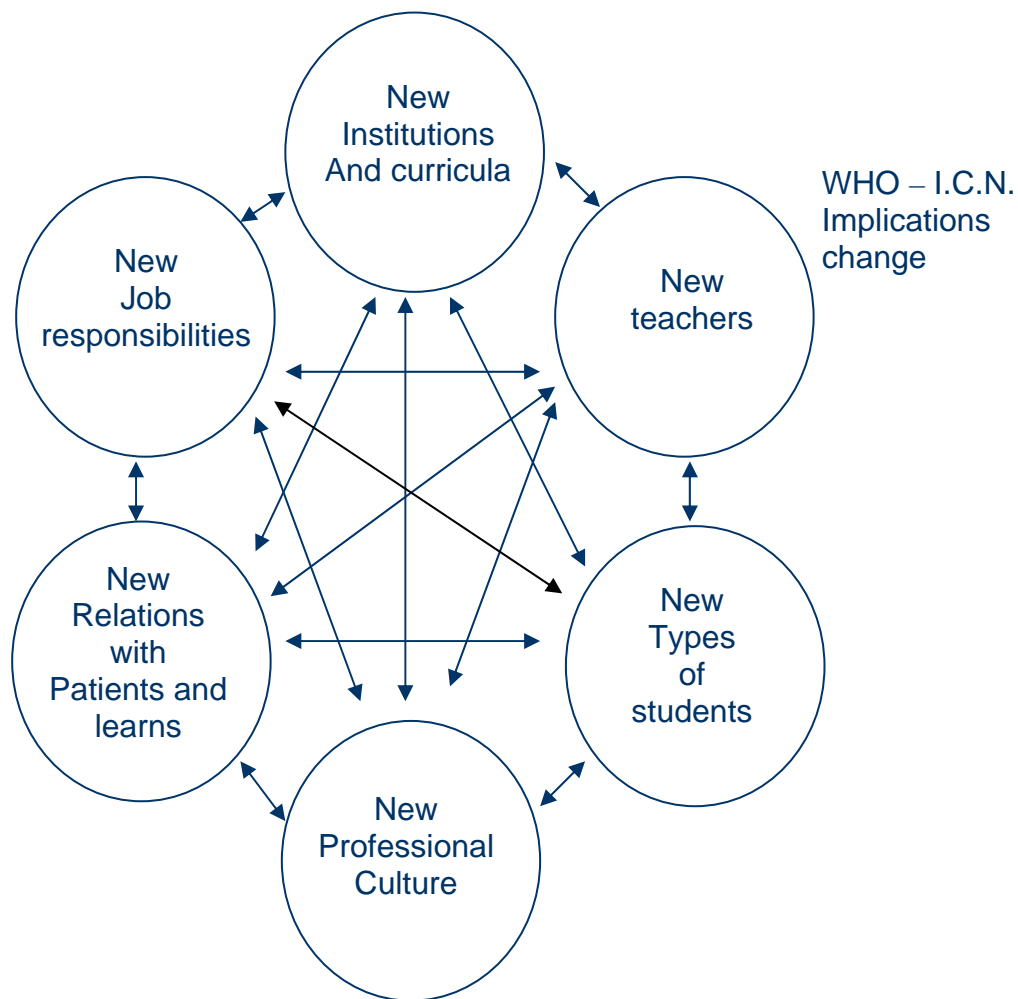 New
Institutions
And curricula
WHO – I.C.N.
Implications
change
New
Job
responsibilities
New
teachers
New
Relations
with
Patients and
learns
New
Types
of
students
New
Professional
Culture